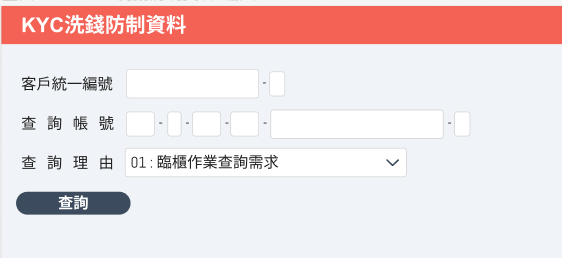 KYC洗錢防制資料
客戶統一編號 -
查詢帳號 - - - - -
查詢理由 01 : 臨櫃作業查詢需求
查詢